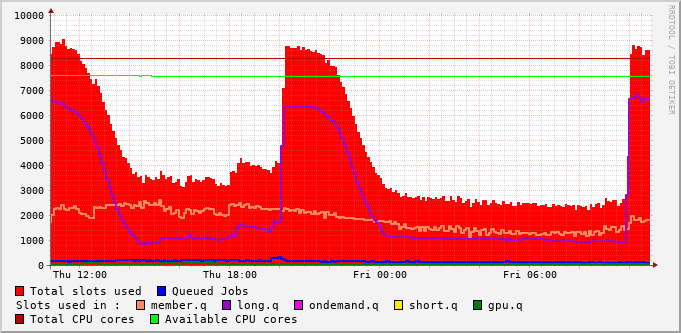 10000
9000
8000
7000
6000
5000
4000
3000
2000
1000
0
Thu 12:00 Thu 18:00 Fri 00:00 Fri 06:00
Total slots used Queued Jobs
Slots used in : member.q long.q ondemand.q short.q gpu.q
Total CPU cores Available CPU cores
RRDTOOL / TOBI OETIKER